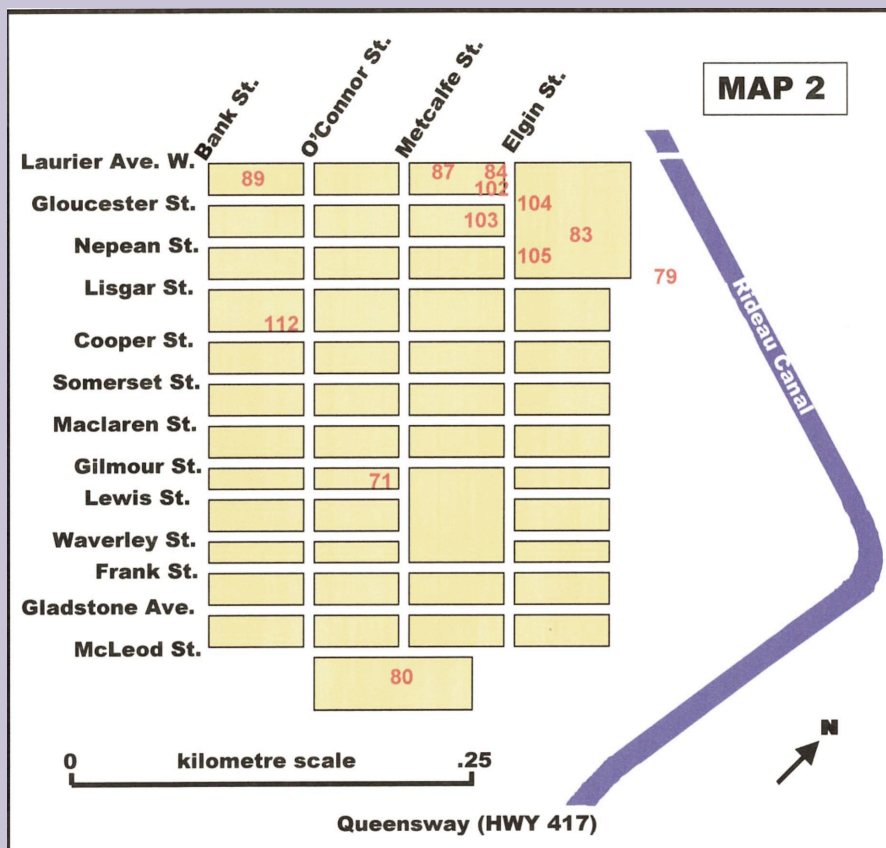 MAP 2
Bank St.
O'Connor St.
Metcalfe St.
Elgin St.
Laurier Ave. W.
89
87
84
102
Gloucester St.
104
103
83
Nepean St.
105
79
Lisgar St.
Rideau Canal
112
Cooper St.
Somerset St.
Maclaren St.
Gilmour St.
71
Lewis St.
Waverley St.
Frank St.
Gladstone Ave.
McLeod St.
80
N
0 kilometre scale .25
Queensway (HWY 417)